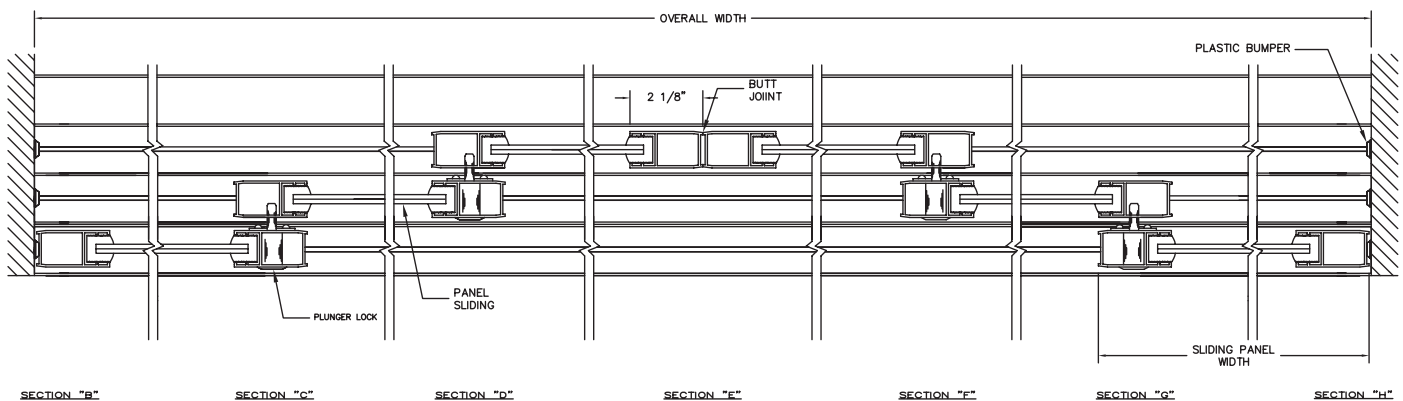 OVERALL WIDTH
PLASTIC BUMPER
2 1/8"
BUTT
JOIINT
PANEL
SLIDING
PLUNGER LOCK
SLIDING PANEL
WIDTH
SECTION "B"
SECTION "C"
SECTION "D"
SECTION "E"
SECTION "F"
SECTION "G"
SECTION "H"